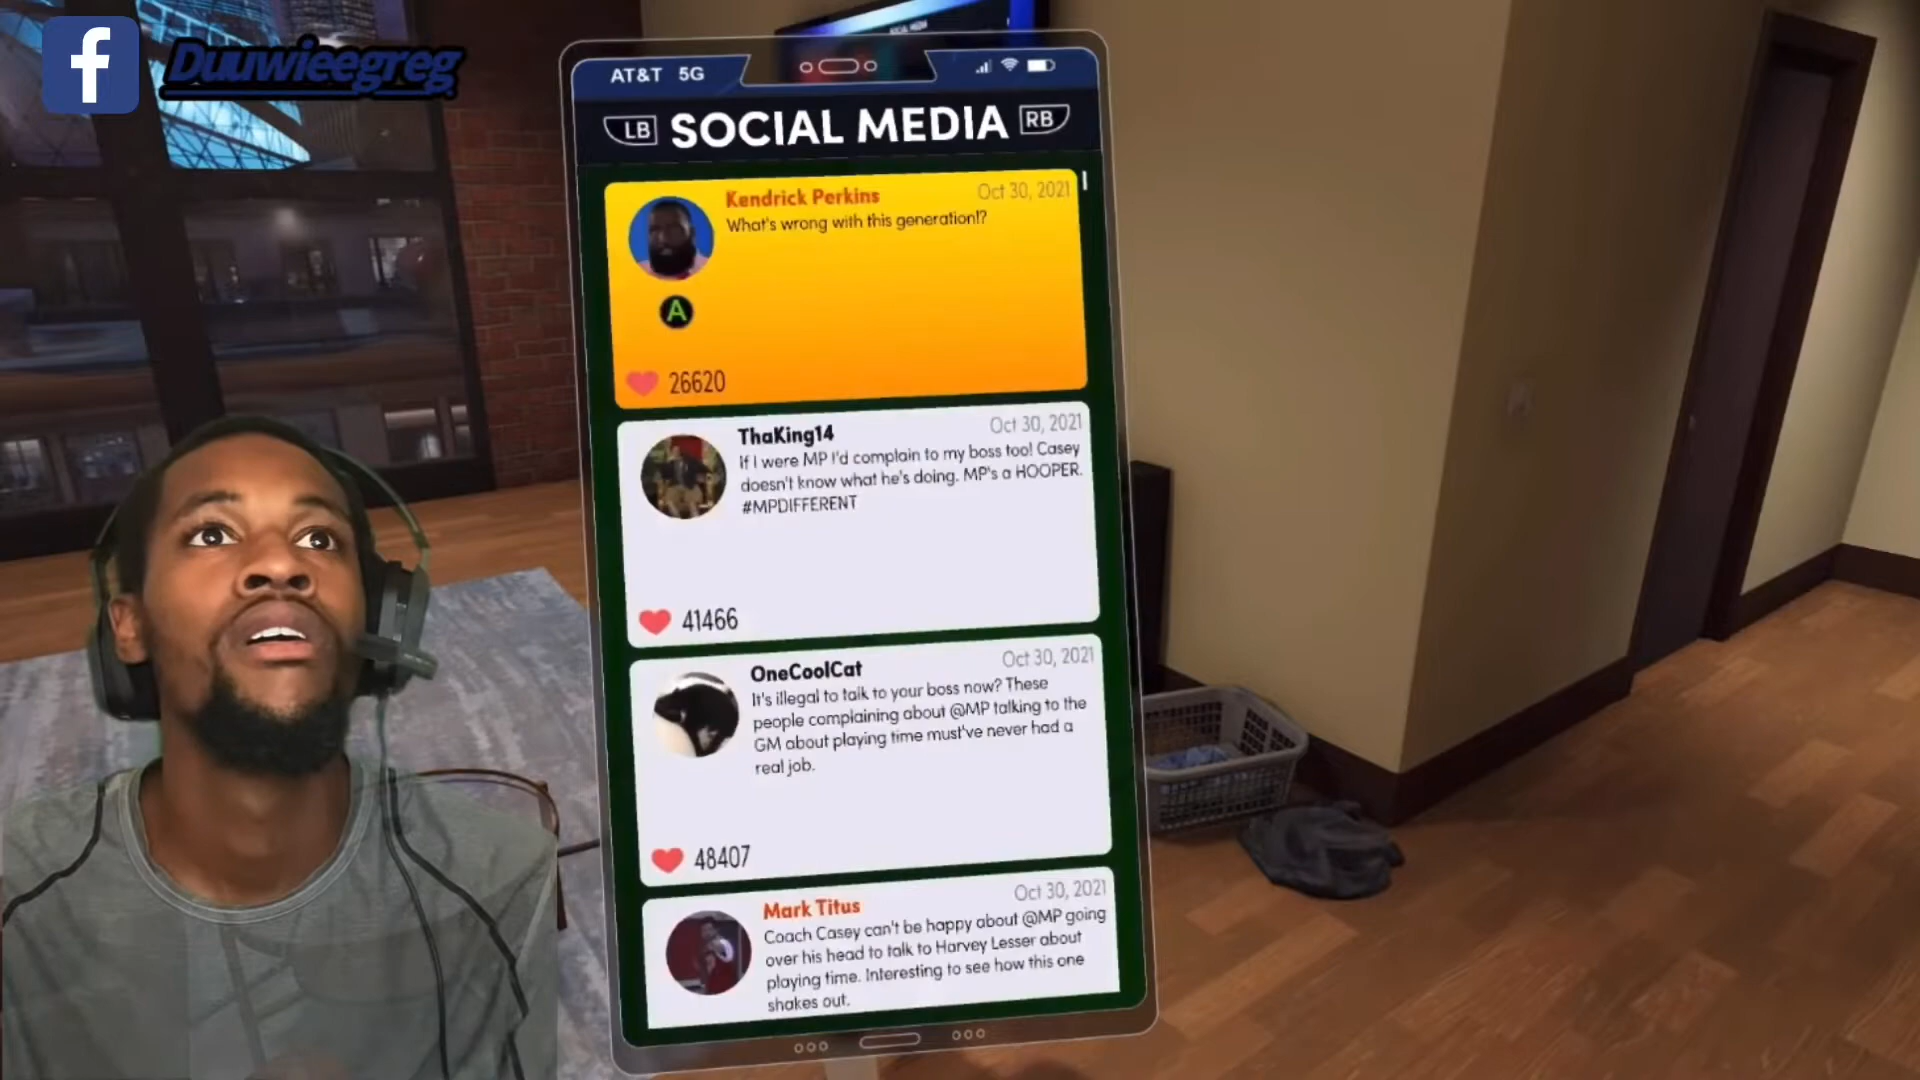 f Duuwieegreg
AT&T 5G
LB SOCIAL MEDIA RB
Kendrick Perkins Oct 30, 2021
What's wrong with this generation!?
A
26620
ThaKing14 Oct 30, 2021
If I were MP I'd complain to my boss too! Casey
doesn't know what he's doing. MP's a HOOPER.
#MPDIFFERENT
41466
OneCoolCat Oct 30, 2021
It's illegal to talk to your boss now? These
people complaining about @MP talking to the
GM about playing time must've never had a
real job.
48407
Mark Titus Oct 30, 2021
Coach Casey can't be happy about @MP going
over his head to talk to Harvey Lesser about
playing time. Interesting to see how this one
shakes out.